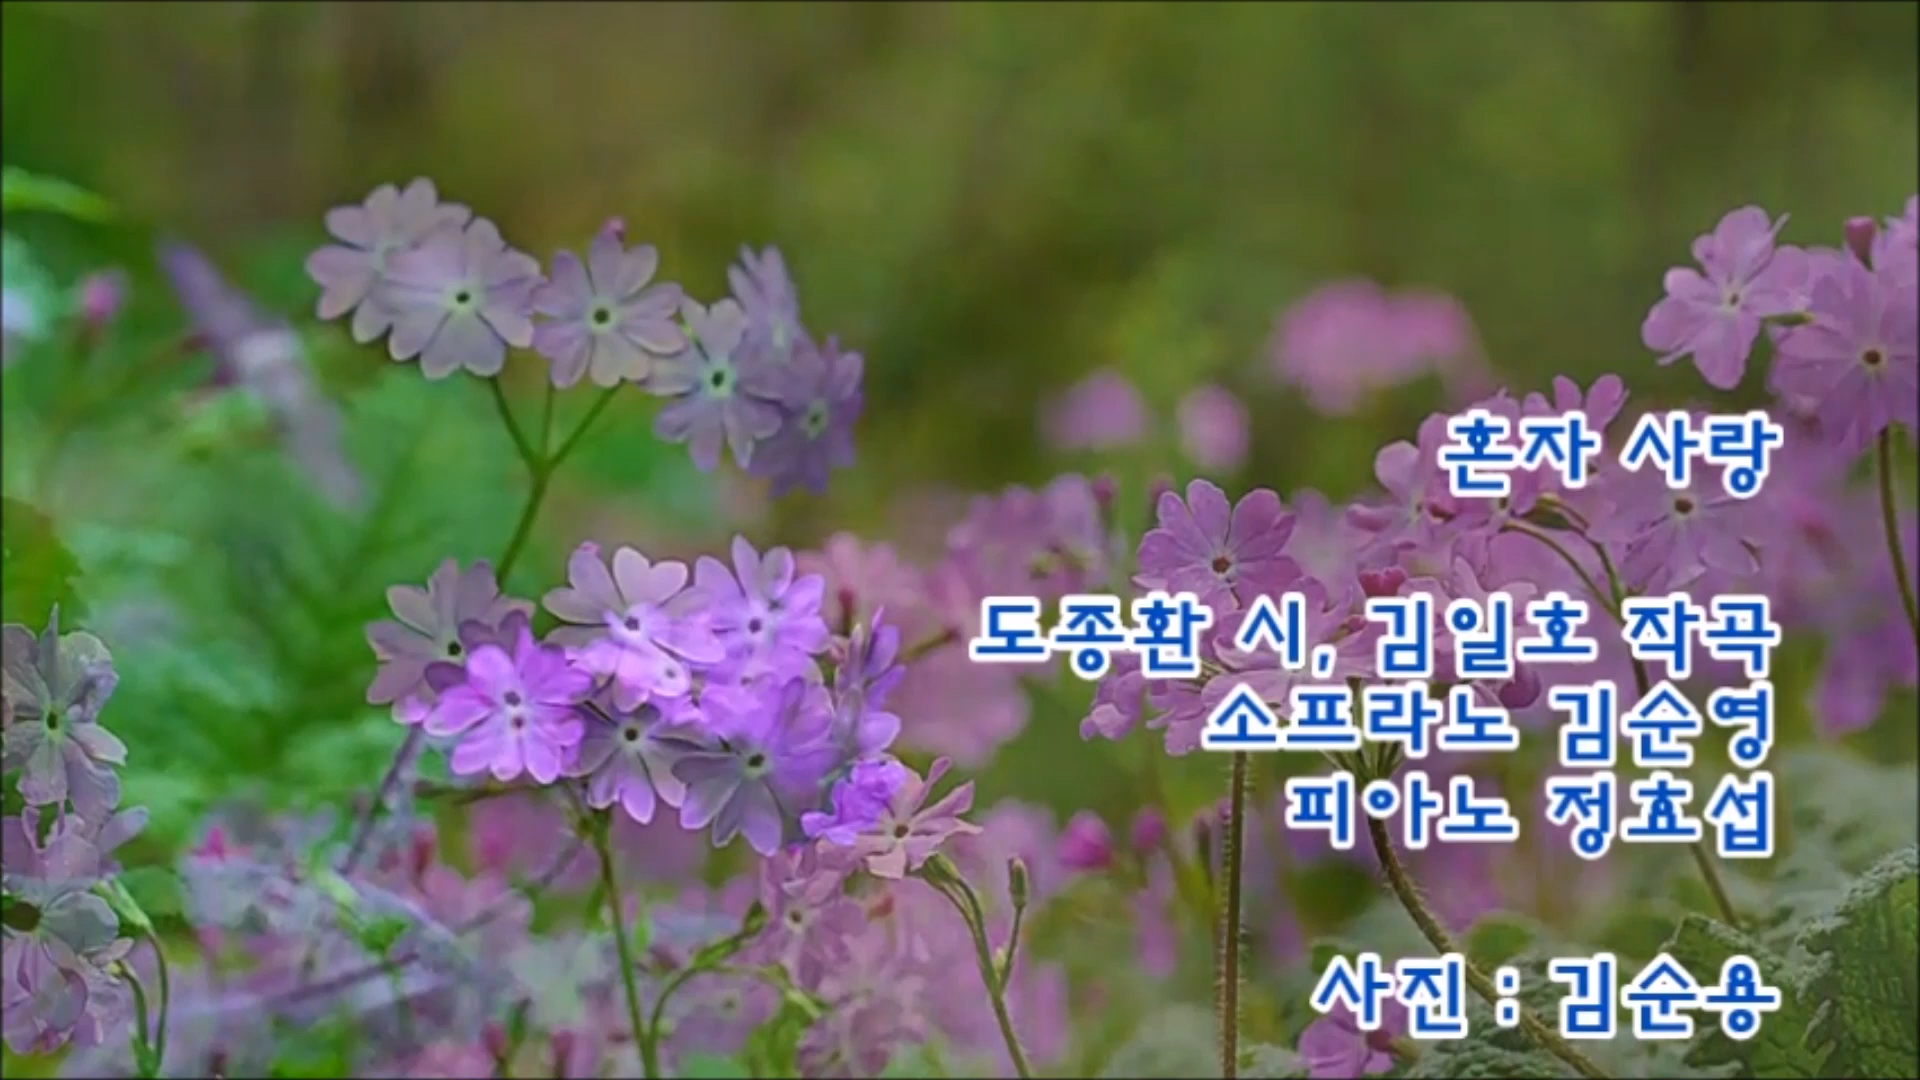 혼자 사랑
도종환 시, 김일호 작곡
소프라노 김순영
피아노 정효섭
사진 : 김순용